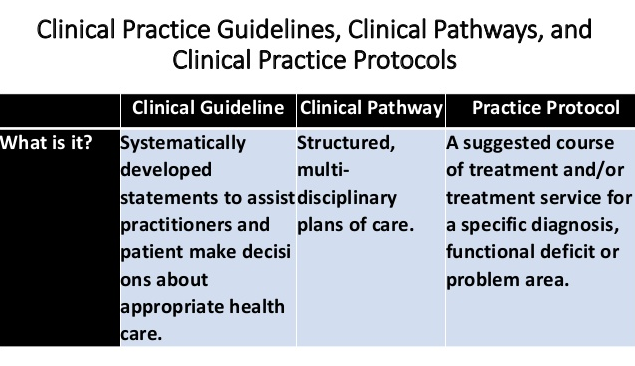 Clinical Practice Guidelines, Clinical Pathways, and
Clinical Practice Protocols
Clinical Guideline Clinical Pathway Practice Protocol
What is it?
Systematically
developed
statements to assist
practitioners and
patient make decisi
ons about
appropriate health
care.
Structured,
multi-
disciplinary
plans of care.
A suggested course
of treatment and/or
treatment service for
a specific diagnosis,
functional deficit or
problem area.